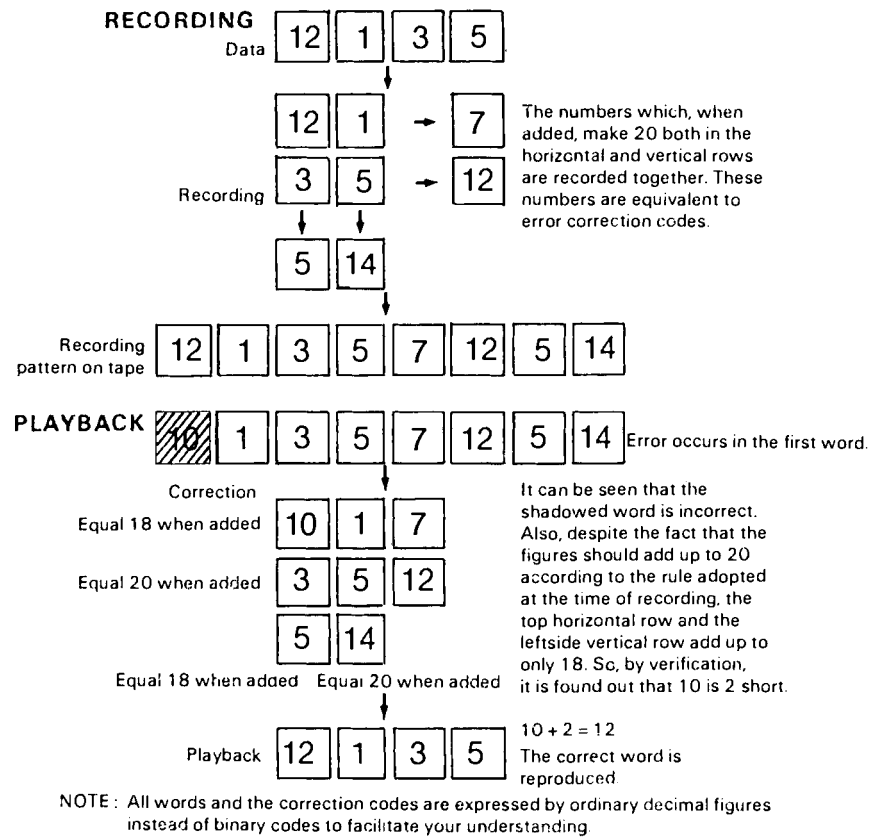 RECORDING
Data 12 1 3 5
12 1 7
The numbers which, when
added, make 20 both in the
horizontal and vertical rows
are recorded together. These
numbers are equivalent to
error correction codes.
Recording 3 5 12
5 14
Recording
pattern on tape
12 1 3 5 7 12 5 14
PLAYBACK 10 1 3 5 7 12 5 14 Error occurs in the first word.
Correction
Equal 18 when added 10 1 7
Equal 20 when added 3 5 12
5 14
Equal 18 when added Equal 20 when added
It can be seen that the
shadowed word is incorrect.
Also, despite the fact that the
figures should add up to 20
according to the rule adopted
at the time of recording, the
top horizontal row and the
leftside vertical row add up to
only 18. So, by verification,
it is found out that 10 is 2 short.
Playback 12 1 3 5
10 + 2 = 12
The correct word is
reproduced.
NOTE : All words and the correction codes are expressed by ordinary decimal figures
instead of binary codes to facilitate your understanding.